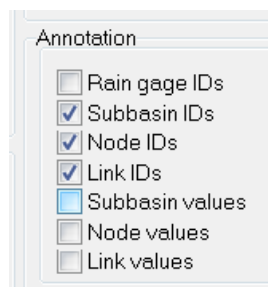 Annotation
Rain gage IDs
Subbasin IDs
Node IDs
Link IDs
Subbasin values
Node values
Link values